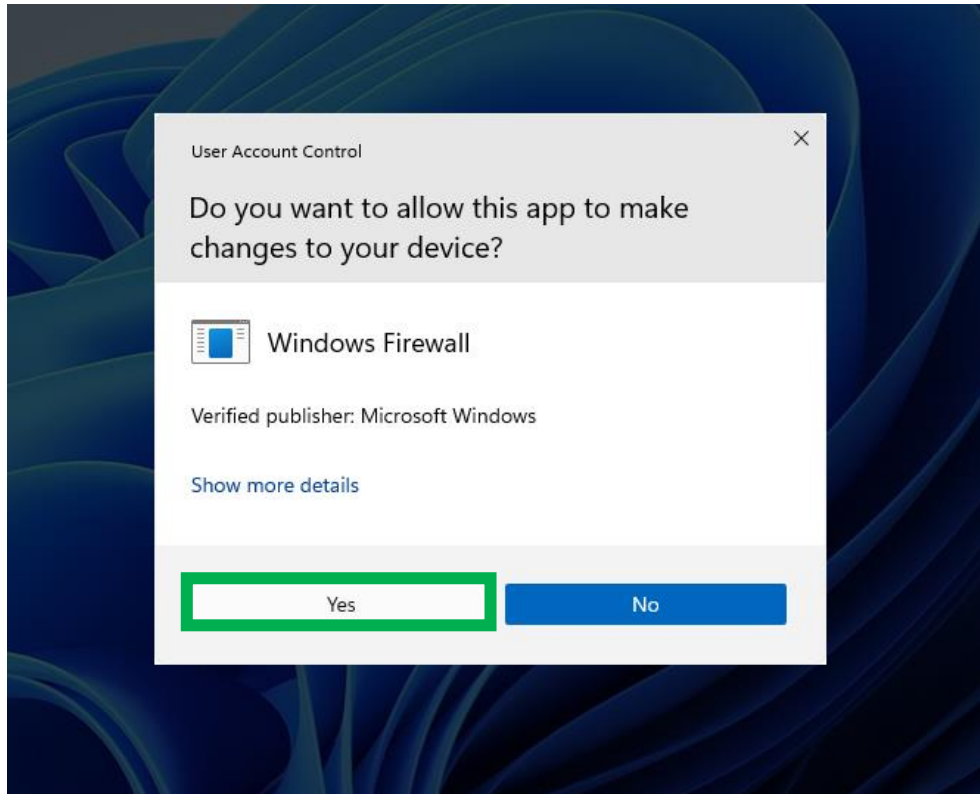 User Account Control
Do you want to allow this app to make
changes to your device?
Windows Firewall
Verified publisher: Microsoft Windows
Show more details
Yes
No